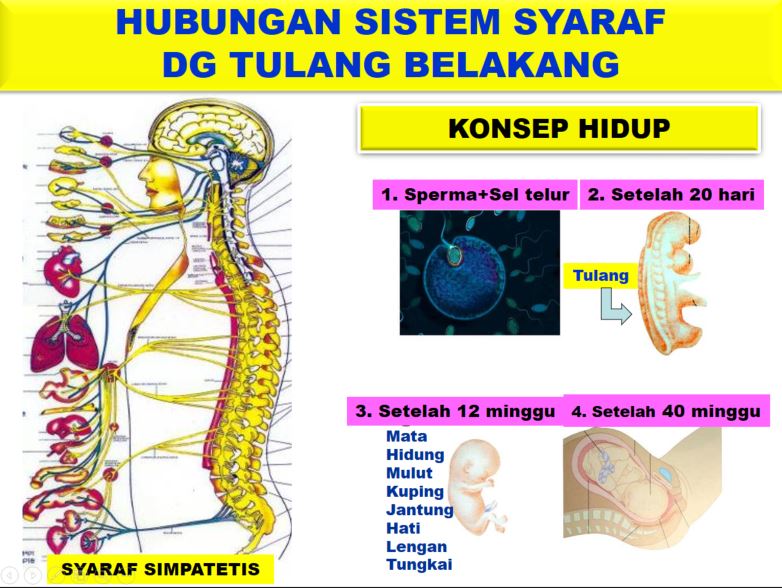 HUBUNGAN SISTEM SYARAF
DG TULANG BELAKANG
KONSEP HIDUP
1. Sperma+Sel telur
2. Setelah 20 hari
Tulang
3. Setelah 12 minggu
4. Setelah 40 minggu
Mata
Hidung
Mulut
Kuping
Jantung
Hati
Lengan
Tungkai
SYARAF SIMPATETIS